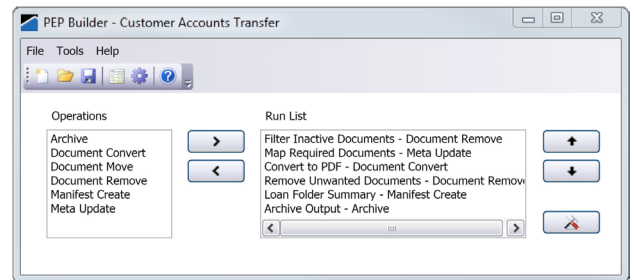 PEP Builder - Customer Accounts Transfer
File Tools Help
Operations
Archive
Document Convert
Document Move
Document Remove
Manifest Create
Meta Update
Run List
Filter Inactive Documents - Document Remove
Map Required Documents - Meta Update
Convert to PDF - Document Convert
Remove Unwanted Documents - Document Remov
Loan Folder Summary - Manifest Create
Archive Output - Archive